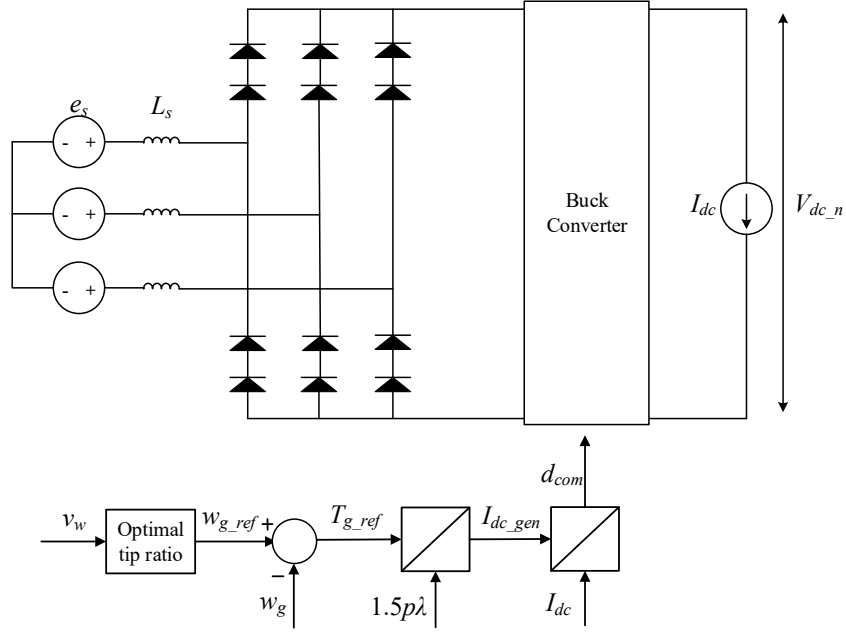 e_s
L_s
- +
- +
- +
Buck
Converter
I_dc
V_dc_n
d_com
v_w
Optimal
tip ratio
w_g_ref
+
−
w_g
T_g_ref
I_dc_gen
1.5pλ
I_dc